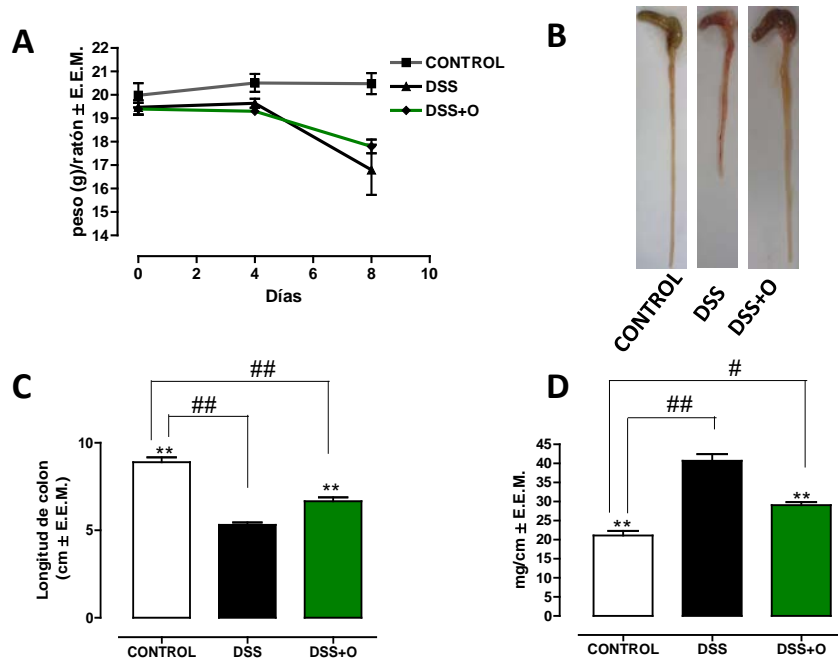 A
22
21
20
19
18
17
16
15
14
peso (g)/ratón ± E.E.M.
0 2 4 6 8 10
Días
CONTROL
DSS
DSS+O
B
CONTROL
DSS
DSS+O
C
##
##
10
5
0
Longitud de colon
(cm ± E.E.M.)
**
**
CONTROL DSS DSS+O
D
#
##
45
40
35
30
25
20
15
10
5
0
mg/cm ± E.E.M.
**
**
CONTROL DSS DSS+O